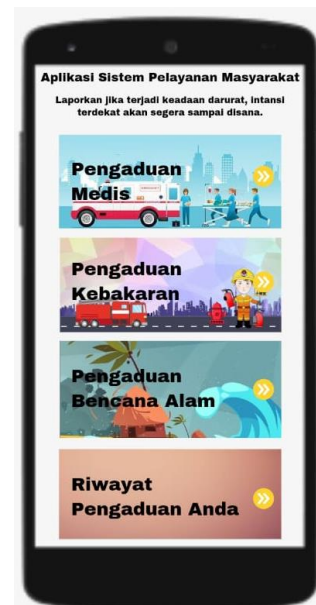 Aplikasi Sistem Pelayanan Masyarakat
Laporkan jika terjadi keadaan darurat, intansi
terdekat akan segera sampai disana.
Pengaduan
Medis
Pengaduan
Kebakaran
Pengaduan
Bencana Alam
Riwayat
Pengaduan Anda